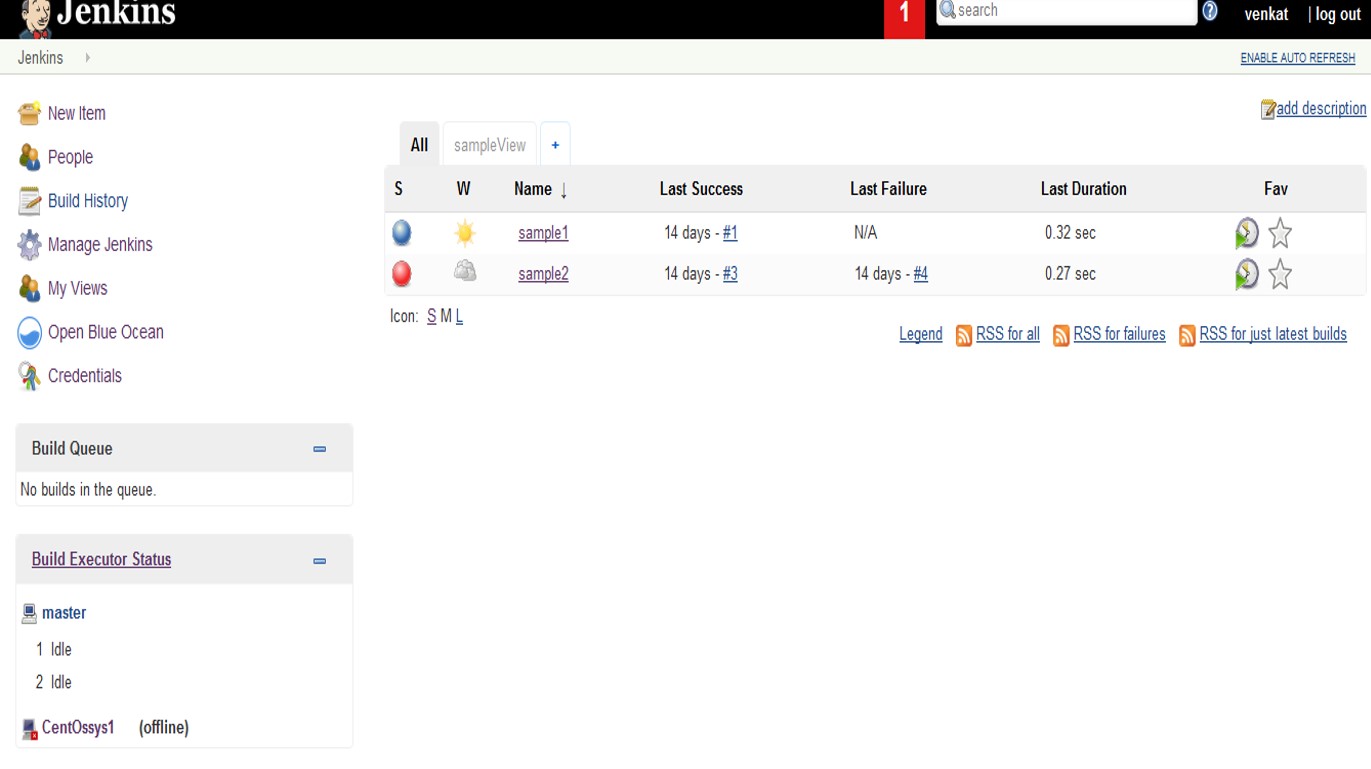 Jenkins
1
search
venkat | log out
Jenkins
ENABLE AUTO REFRESH
New Item
People
Build History
Manage Jenkins
My Views
Open Blue Ocean
Credentials
add description
All sampleView +
S W Name ↓ Last Success Last Failure Last Duration Fav
sample1 14 days - #1 N/A 0.32 sec
sample2 14 days - #3 14 days - #4 0.27 sec
Icon: S M L
Legend RSS for all RSS for failures RSS for just latest builds
Build Queue
No builds in the queue.
Build Executor Status
master
1 Idle
2 Idle
CentOssys1 (offline)